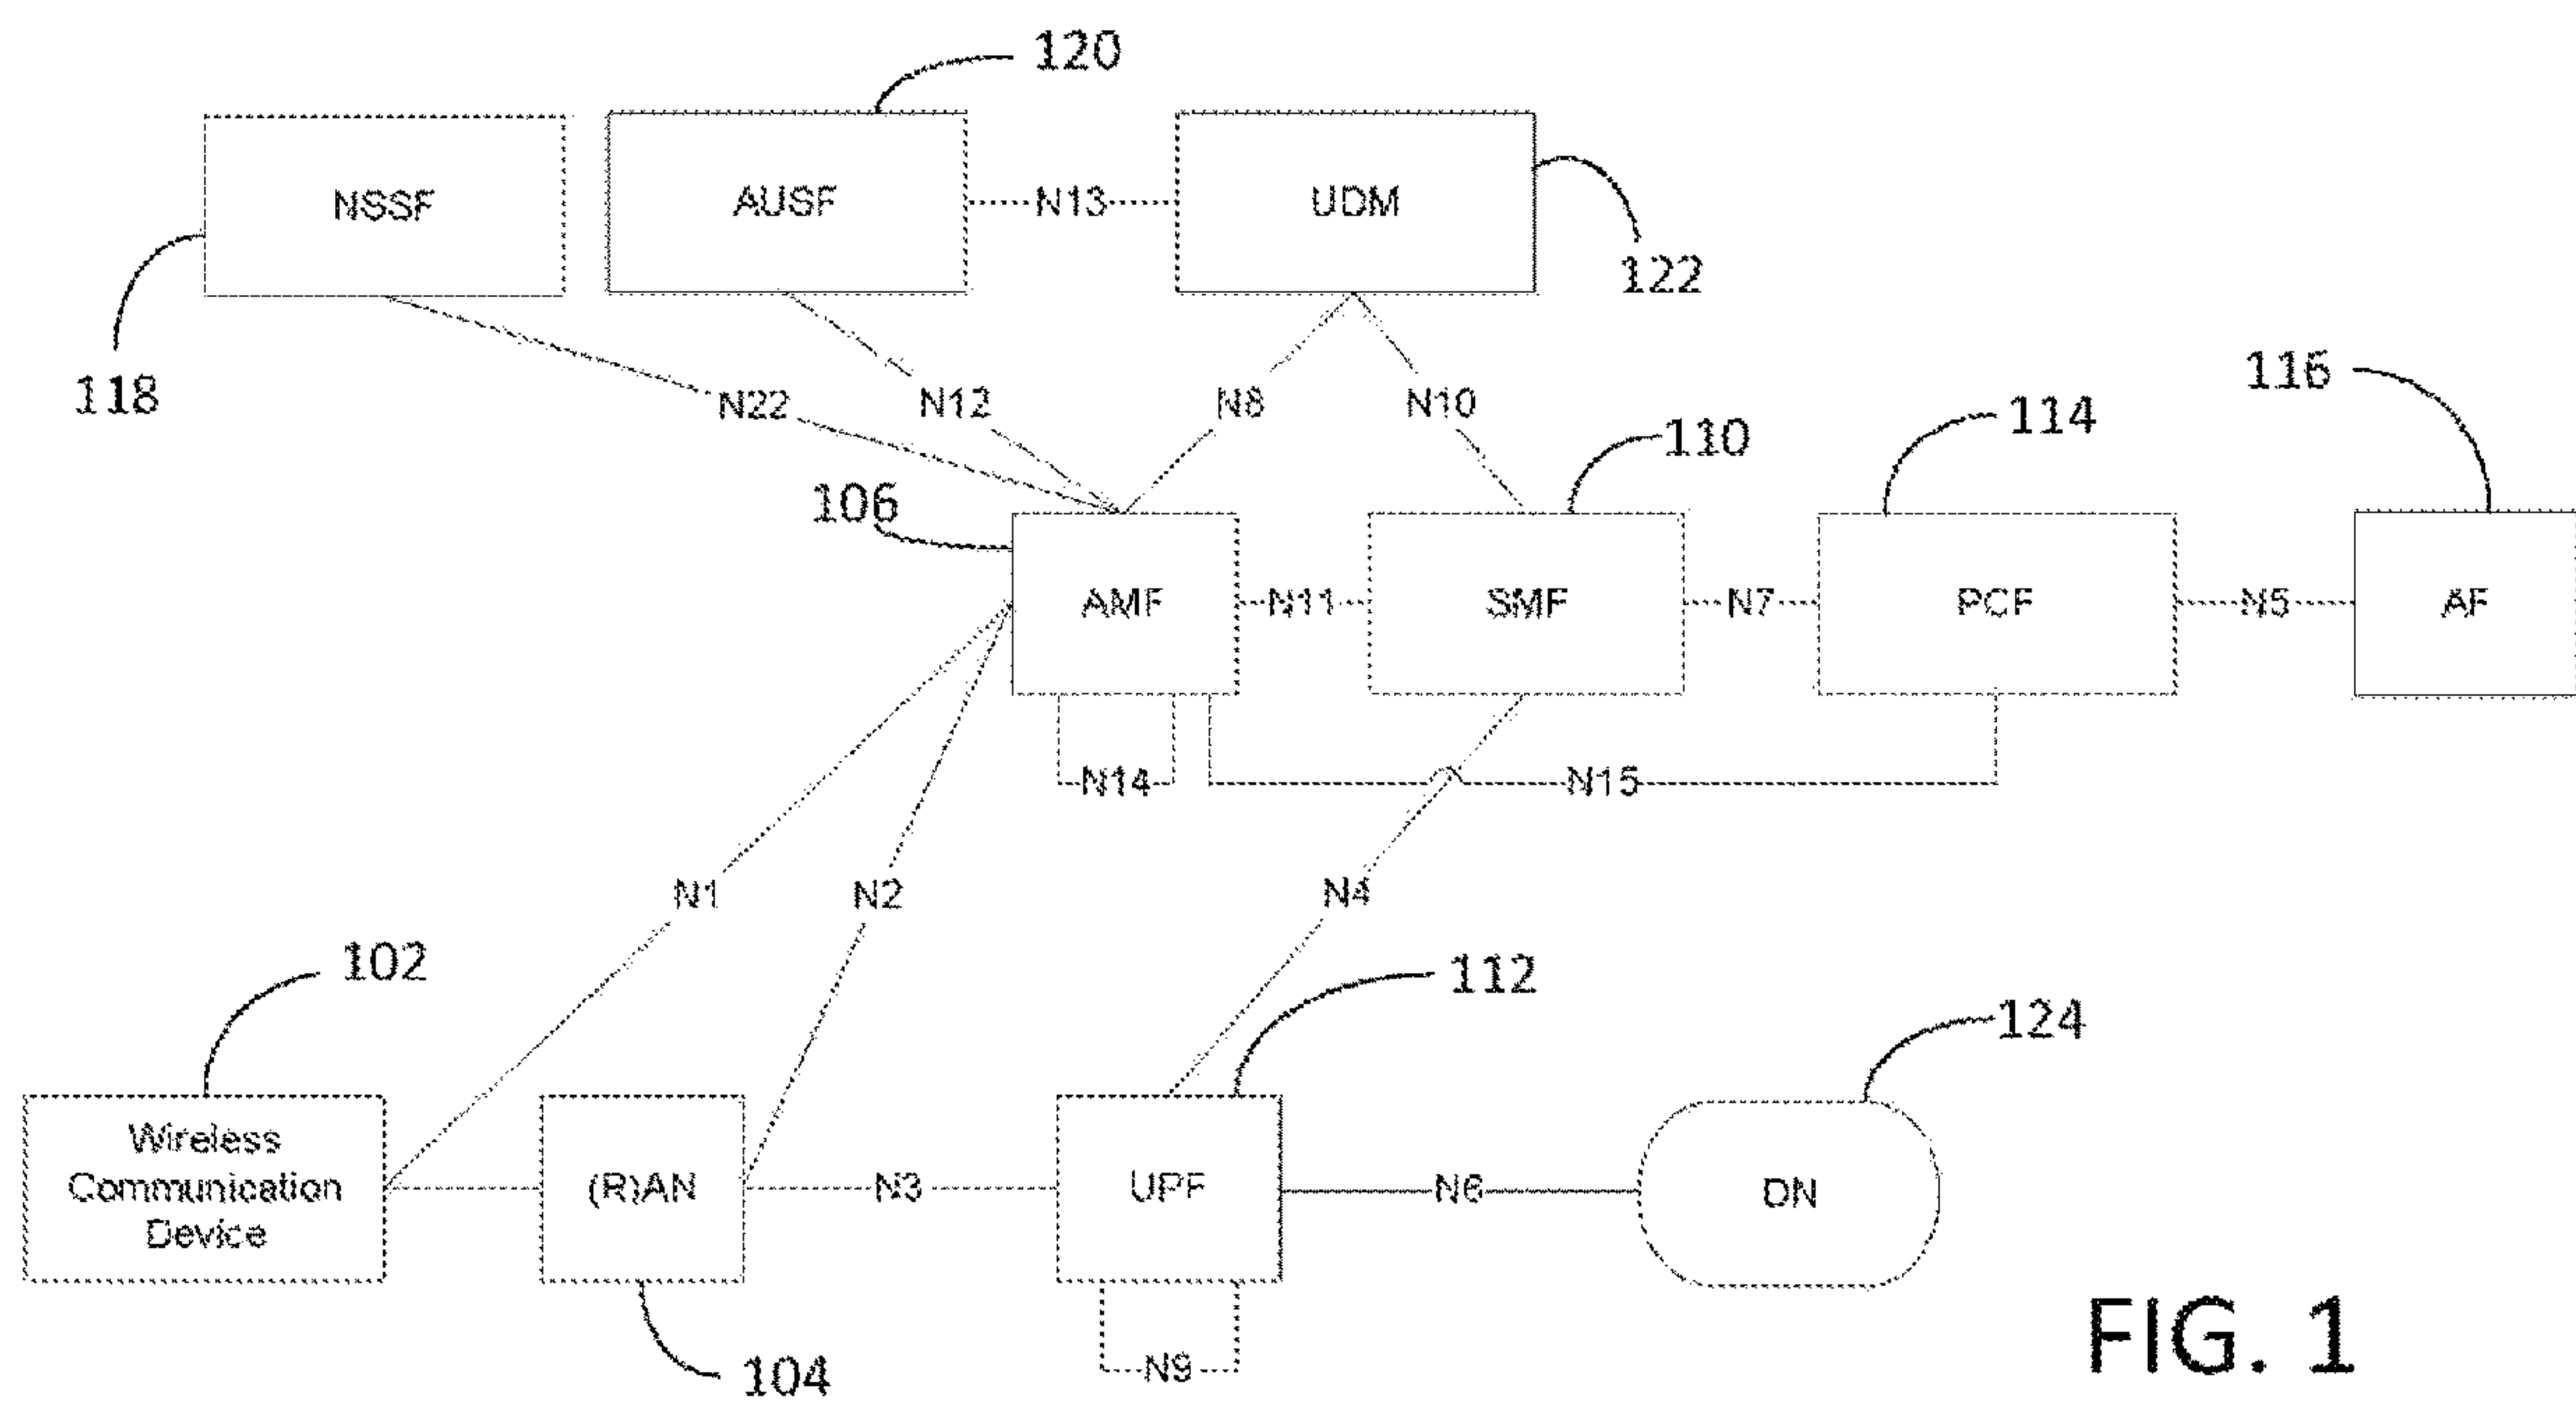 120
NSSF
AUSF
N13
UDM
122
118
N22
N12
N8
N10
116
114
110
106
AMF
N11
SMF
N7
PCF
N5
AF
N14
N15
N1
N2
N4
102
112
124
Wireless
Communication
Device
(R)AN
N3
UPF
N6
DN
N9
104
FIG. 1